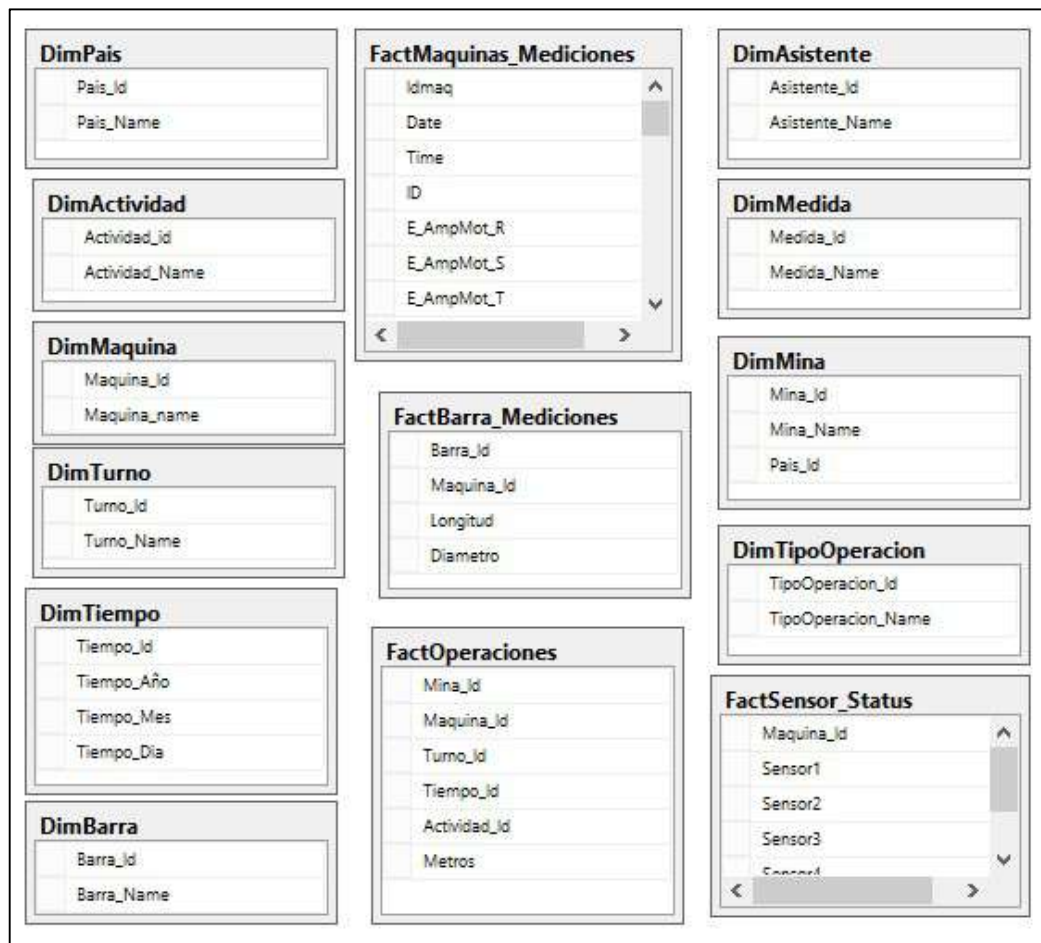 DimPais
Pais_Id
Pais_Name
DimActividad
Actividad_id
Actividad_Name
DimMaquina
Maquina_Id
Maquina_name
DimTurno
Turno_Id
Turno_Name
DimTiempo
Tiempo_Id
Tiempo_Año
Tiempo_Mes
Tiempo_Dia
DimBarra
Barra_Id
Barra_Name
FactMaquinas_Mediciones
Idmaq
Date
Time
ID
E_AmpMot_R
E_AmpMot_S
E_AmpMot_T
FactBarra_Mediciones
Barra_Id
Maquina_Id
Longitud
Diametro
FactOperaciones
Mina_Id
Maquina_Id
Turno_Id
Tiempo_Id
Actividad_Id
Metros
DimAsistente
Asistente_Id
Asistente_Name
DimMedida
Medida_Id
Medida_Name
DimMina
Mina_Id
Mina_Name
Pais_Id
DimTipoOperacion
TipoOperacion_Id
TipoOperacion_Name
FactSensor_Status
Maquina_Id
Sensor1
Sensor2
Sensor3
Sensor4